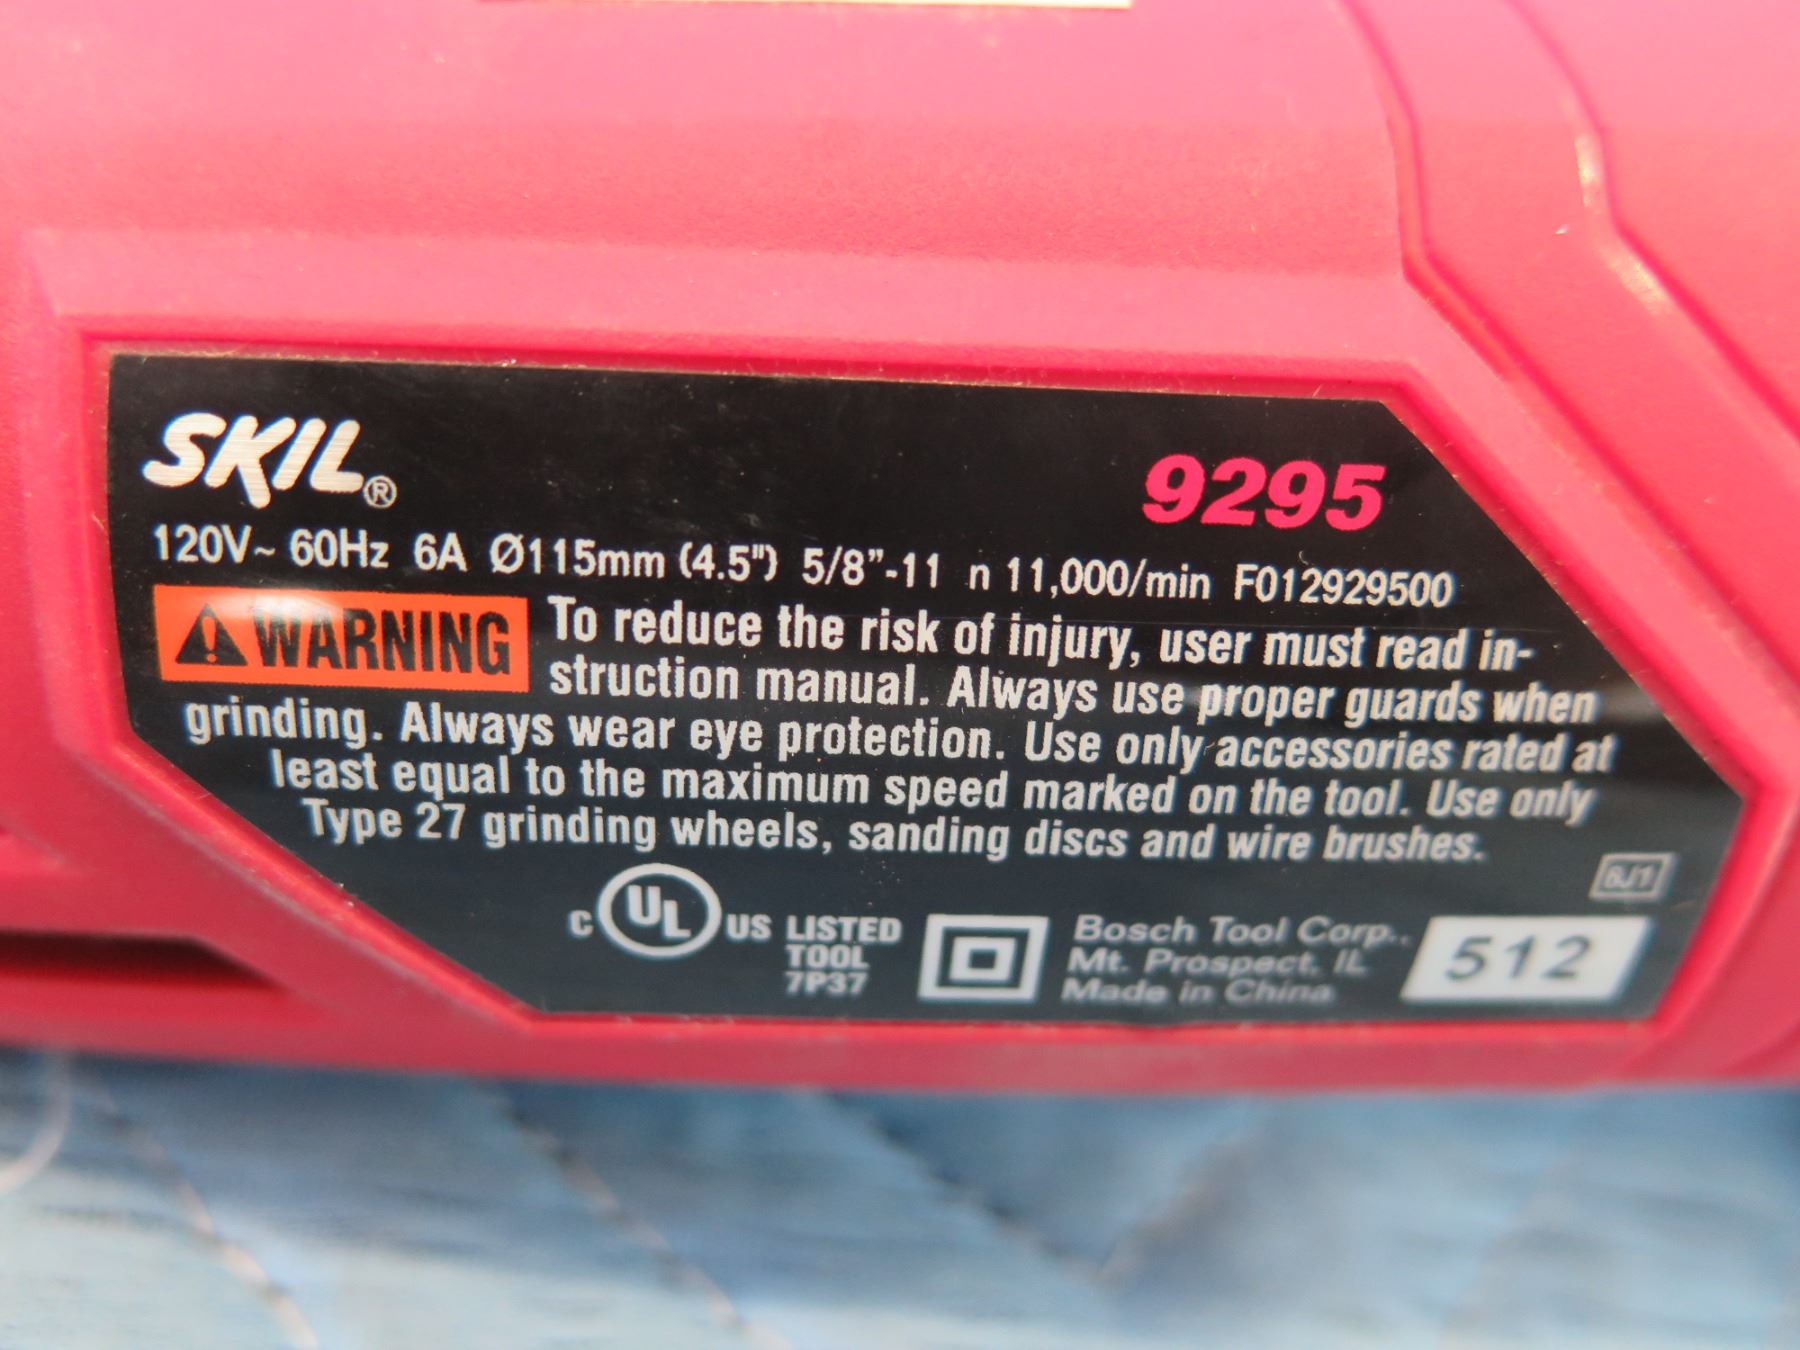 SKIL®
9295
120V~ 60Hz 6A Ø115mm (4.5") 5/8"-11 n 11,000/min F012929500
WARNING To reduce the risk of injury, user must read in-
struction manual. Always use proper guards when
grinding. Always wear eye protection. Use only accessories rated at
least equal to the maximum speed marked on the tool. Use only
Type 27 grinding wheels, sanding discs and wire brushes.
BJ1
C UL US LISTED
TOOL
7P37
Bosch Tool Corp..
Mt. Prospect, IL
Made in China
512